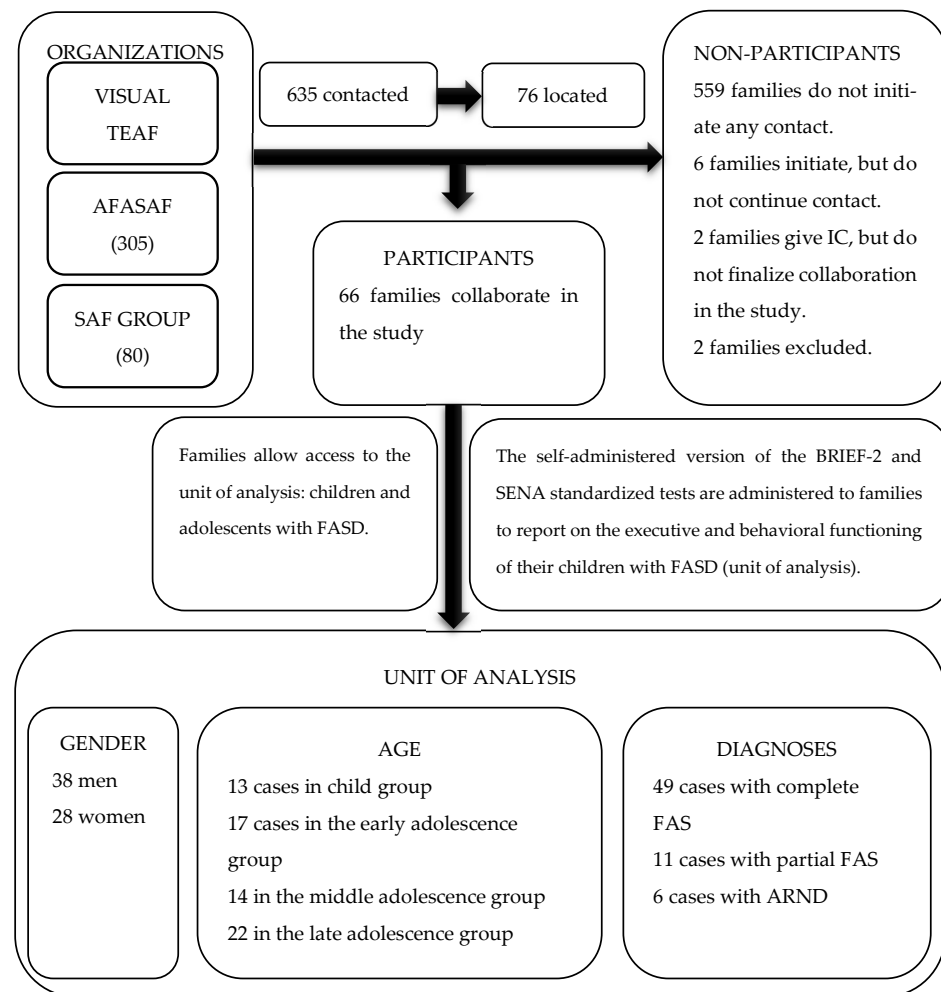 ORGANIZATIONS
VISUAL
TEAF
AFASAF
(305)
SAF GROUP
(80)
635 contacted
76 located
NON-PARTICIPANTS
559 families do not initi-
ate any contact.
6 families initiate, but do
not continue contact.
2 families give IC, but do
not finalize collaboration
in the study.
2 families excluded.
PARTICIPANTS
66 families collaborate in
the study
Families allow access to the
unit of analysis: children and
adolescents with FASD.
The self-administered version of the BRIEF-2 and
SENA standardized tests are administered to families
to report on the executive and behavioral functioning
of their children with FASD (unit of analysis).
UNIT OF ANALYSIS
GENDER
38 men
28 women
AGE
13 cases in child group
17 cases in the early adolescence
group
14 in the middle adolescence group
22 in the late adolescence group
DIAGNOSES
49 cases with complete
FAS
11 cases with partial FAS
6 cases with ARND